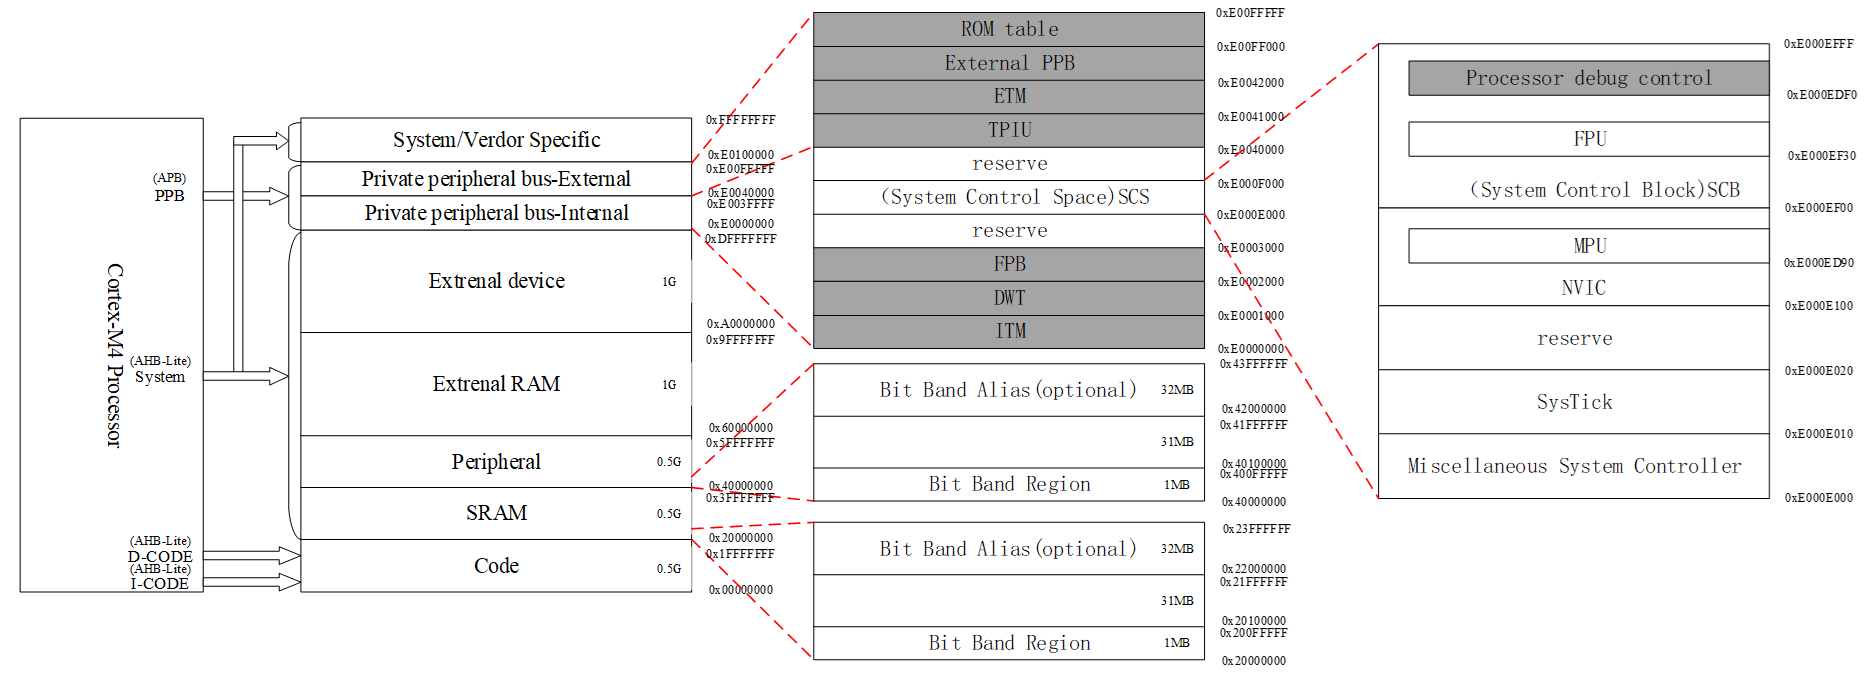 Cortex-M4 Processor
(APB)
PPB
(AHB-Lite)
System
(AHB-Lite)
D-CODE
(AHB-Lite)
I-CODE
System/Verdor Specific
Private peripheral bus-External
Private peripheral bus-Internal
Extrenal device 1G
Extrenal RAM 1G
Peripheral 0.5G
SRAM 0.5G
Code 0.5G
0xFFFFFFFF
0xE0100000
0xE00FFFFF
0xE0040000
0xE003FFFF
0xE0000000
0xDFFFFFFF
0xA0000000
0x9FFFFFFF
0x60000000
0x5FFFFFFF
0x40000000
0x3FFFFFFF
0x20000000
0x1FFFFFFF
0x00000000
ROM table
External PPB
ETM
TPIU
reserve
(System Control Space)SCS
reserve
FPB
DWT
ITM
0xE00FFFFF
0xE00FF000
0xE0042000
0xE0041000
0xE0040000
0xE000F000
0xE000E000
0xE0003000
0xE0002000
0xE0001000
0xE0000000
Bit Band Alias(optional) 32MB
31MB
Bit Band Region 1MB
0x43FFFFFF
0x42000000
0x41FFFFFF
0x40100000
0x400FFFFF
0x40000000
Bit Band Alias(optional) 32MB
31MB
Bit Band Region 1MB
0x23FFFFFF
0x22000000
0x21FFFFFF
0x20100000
0x200FFFFF
0x20000000
Processor debug control
FPU
(System Control Block)SCB
MPU
NVIC
reserve
SysTick
Miscellaneous System Controller
0xE000EFFF
0xE000EDF0
0xE000EF30
0xE000EF00
0xE000ED90
0xE000E100
0xE000E020
0xE000E010
0xE000E000